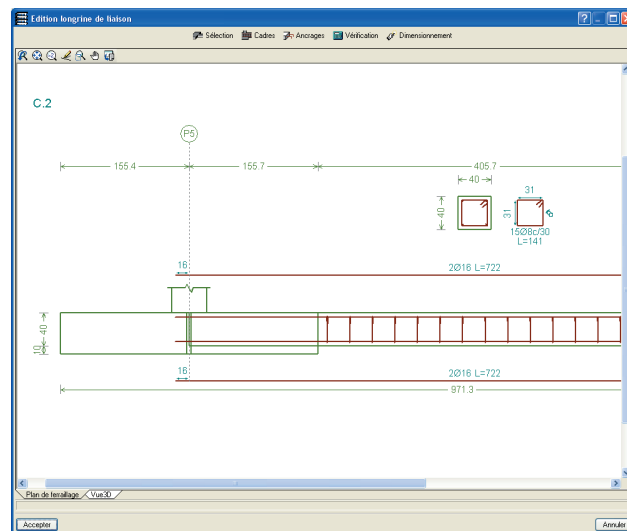 Edition longrine de liaison
Sélection Cadres Ancrages Vérification Dimensionnement
C.2
P5
155.4 155.7 405.7
40
31
40
31
15Ø8c/30
L=141
16
2Ø16 L=722
40
10
16
2Ø16 L=722
971.3
Plan de ferraillage Vue3D
Accepter Annuler